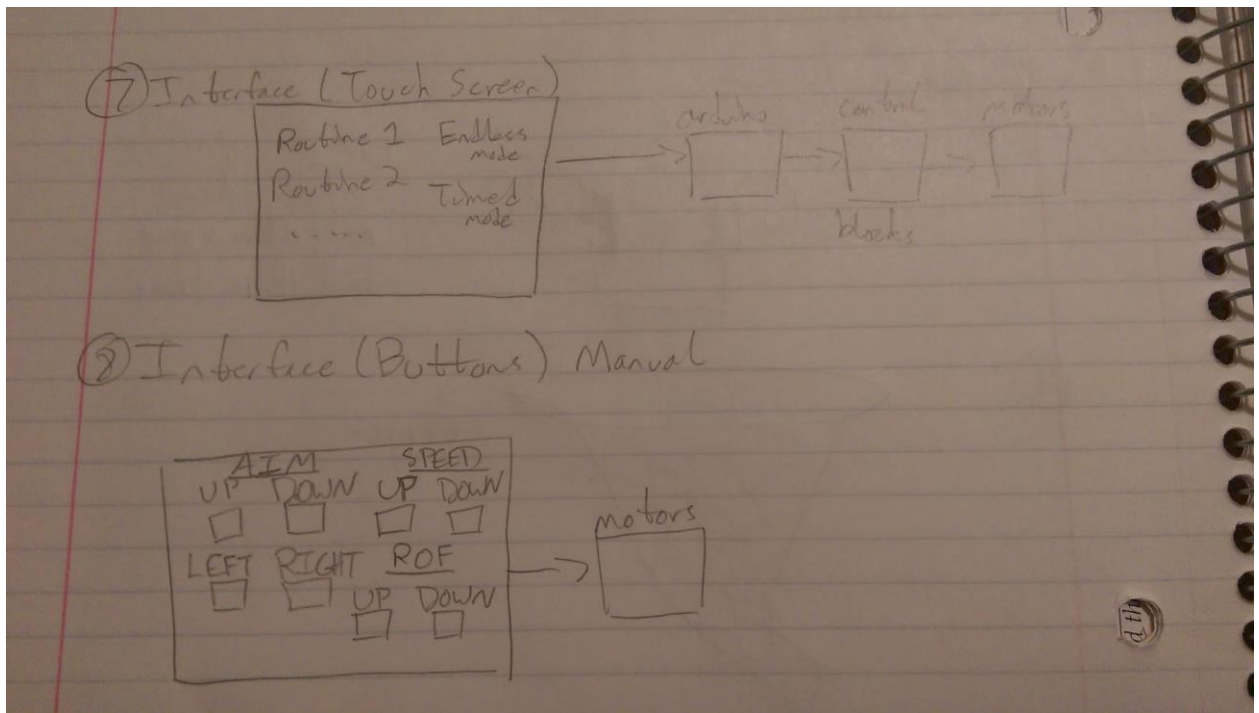 ⑦ Interface (Touch Screen)
Routine 1 Endless mode
Routine 2 Timed mode
.....
arduino control blocks motors
⑧ Interface (Buttons) Manual
AIM SPEED
UP DOWN UP DOWN
LEFT RIGHT ROF
UP DOWN
motors
d th